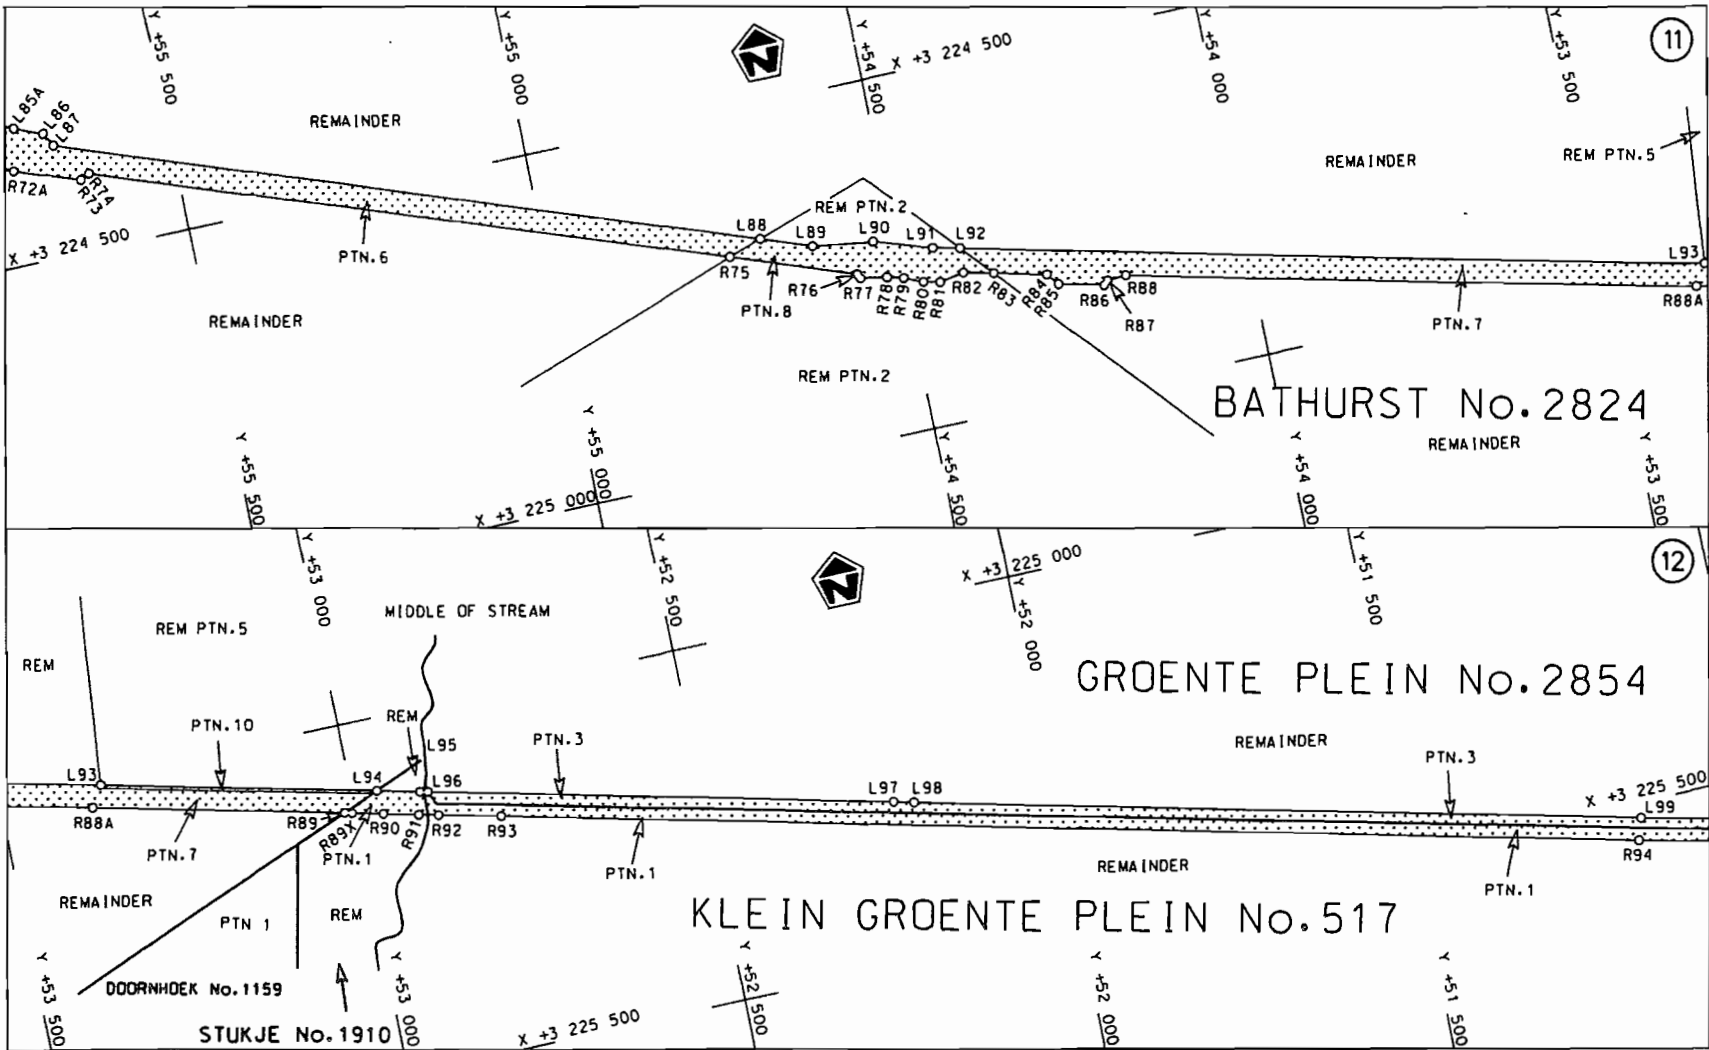 11
Y +55 500
Y +55 000
Y +54 500
X +3 224 500
Y +54 000
Y +53 500
L85A
L86
L87
REMAINDER
REMAINDER
REM PTN.5
R72A
R74
R73
X +3 224 500
PTN.6
REM PTN.2
L88
L89
L90
L91
L92
L93
R75
R76
R77
R78
R79
R80
R81
R82
R83
R84
R85
R86
R88
R87
R88A
PTN.8
PTN.7
REMAINDER
REM PTN.2
BATHURST No.2824
REMAINDER
Y +55 500
Y +55 000
X +3 225 000
Y +54 500
Y +54 000
Y +53 500
12
Y +53 000
Y +52 500
X +3 225 000
Y +52 000
Y +51 500
MIDDLE OF STREAM
REM PTN.5
REM
GROENTE PLEIN No.2854
PTN.10
REM
L95
PTN.3
REMAINDER
PTN.3
L93
L94
L96
L97
L98
X +3 225 500
L99
R88A
R89
R89X
R90
R91
R92
R93
R94
PTN.7
PTN.1
PTN.1
REMAINDER
PTN.1
REMAINDER
PTN 1
REM
KLEIN GROENTE PLEIN No.517
DOORNHOEK No.1159
STUKJE No.1910
Y +53 500
Y +53 000
X +3 225 500
Y +52 500
Y +52 000
Y +51 500